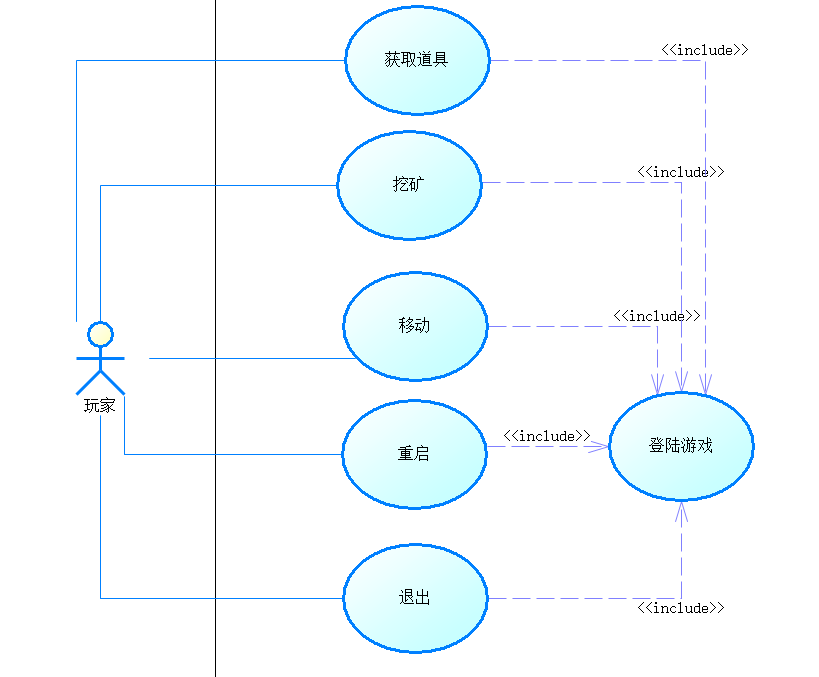 <<include>>
获取道具
<<include>>
挖矿
<<include>>
移动
玩家
<<include>>
重启
登陆游戏
退出
<<include>>